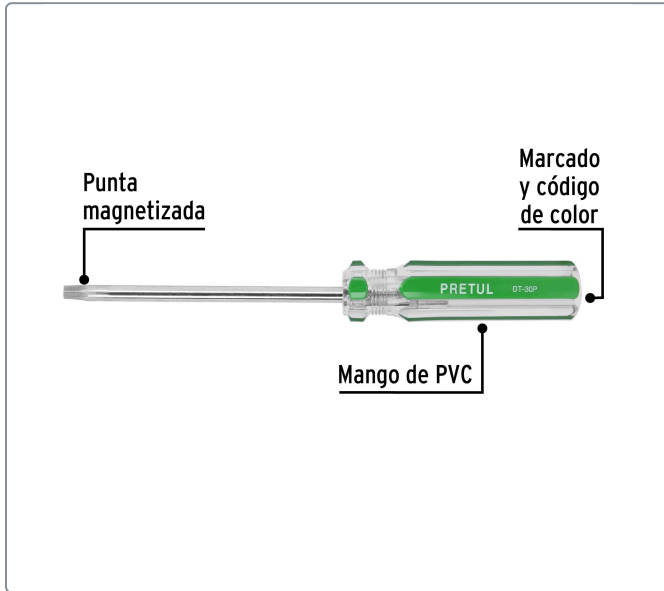 Punta
magnetizada
Marcado
y código
de color
PRETUL DT-30P
Mango de PVC